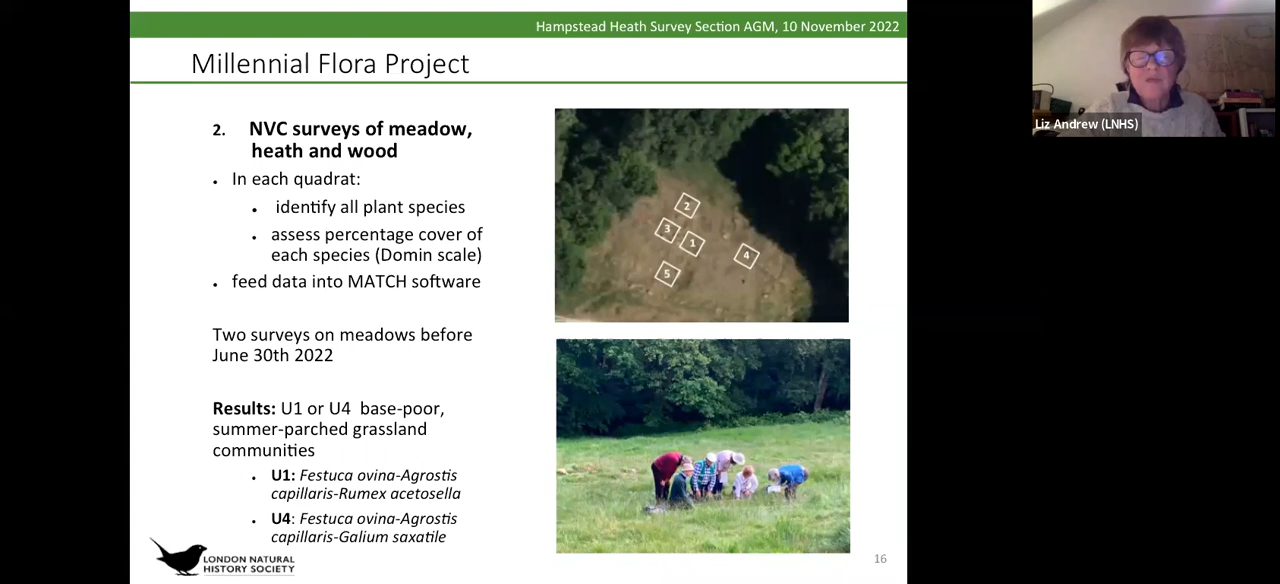 Hampstead Heath Survey Section AGM, 10 November 2022
Millennial Flora Project
2. NVC surveys of meadow,
heath and wood
• In each quadrat:
• identify all plant species
• assess percentage cover of
each species (Domin scale)
• feed data into MATCH software
Two surveys on meadows before
June 30th 2022
Results: U1 or U4 base-poor,
summer-parched grassland
communities
• U1: Festuca ovina-Agrostis
capillaris-Rumex acetosella
• U4: Festuca ovina-Agrostis
capillaris-Galium saxatile
LONDON NATURAL
HISTORY SOCIETY
2
3
1
4
5
16
Liz Andrew (LNHS)